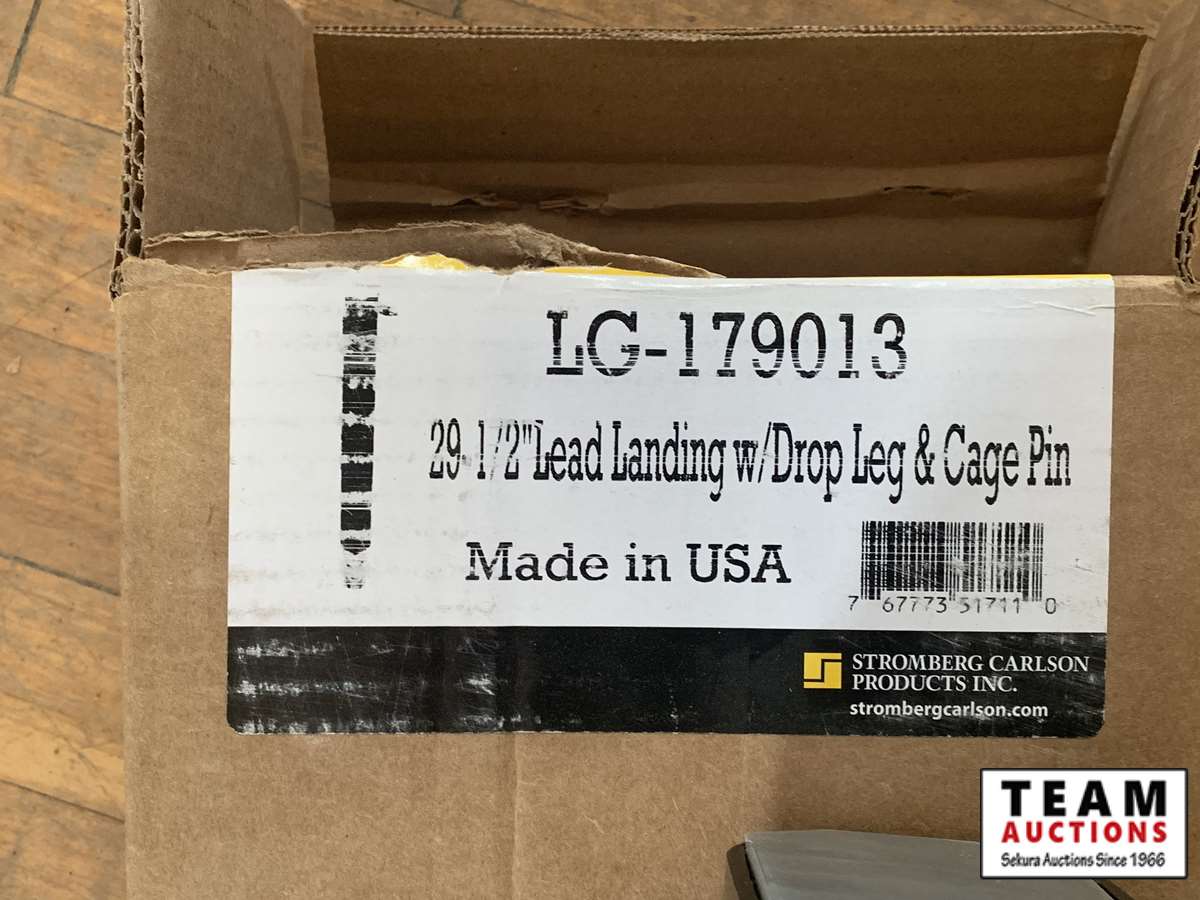 LG-179013
29 1/2"Lead Landing w/Drop Leg & Cage Pin
Made in USA
7 67773 51711 0
STROMBERG CARLSON
PRODUCTS INC.
strombergcarlson.com
TEAM
AUCTIONS
Sekura Auctions Since 1966